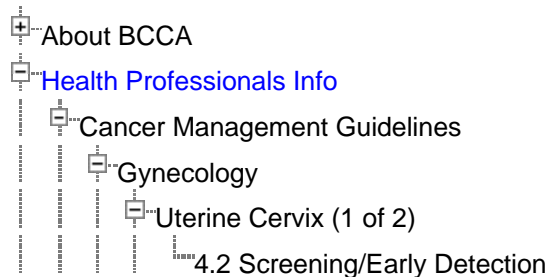 About BCCA
Health Professionals Info
Cancer Management Guidelines
Gynecology
Uterine Cervix (1 of 2)
4.2 Screening/Early Detection